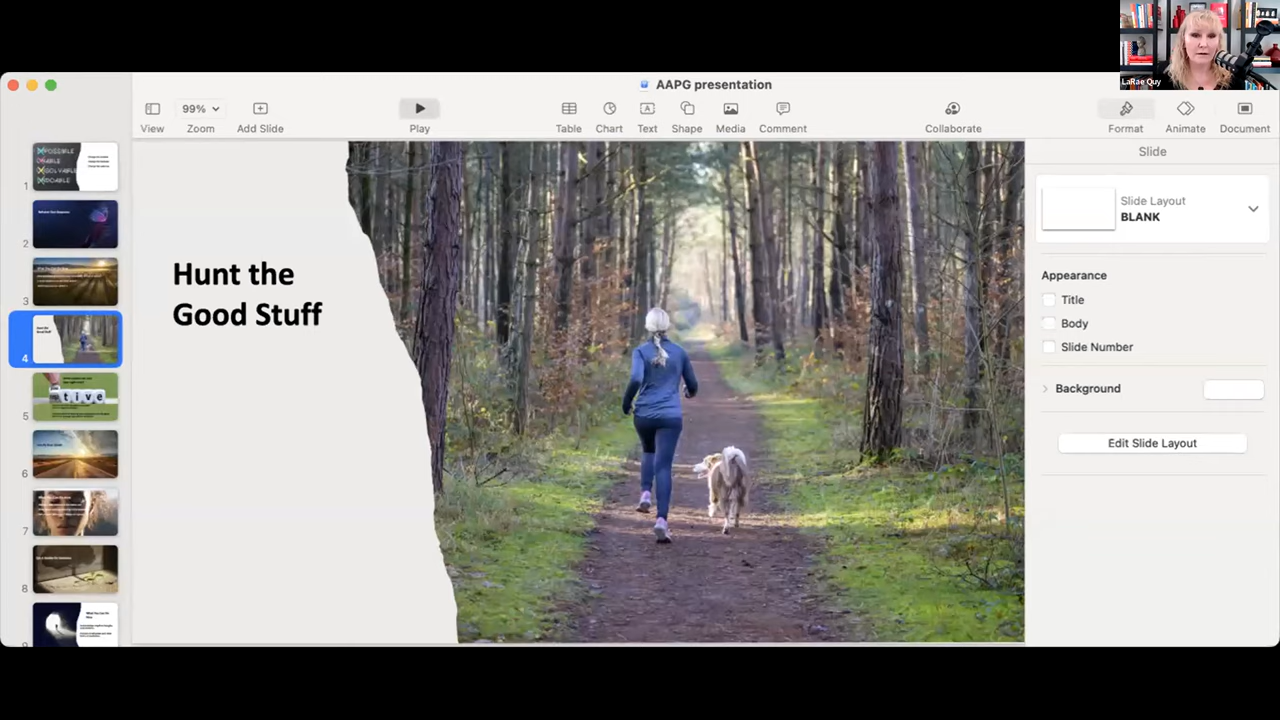 LaRae Quy
AAPG presentation
99%
View
Zoom
Add Slide
Play
Table
Chart
Text
Shape
Media
Comment
Collaborate
Format
Animate
Document
Slide
Slide Layout
BLANK
Appearance
Title
Body
Slide Number
Background
Edit Slide Layout
Hunt the
Good Stuff
1
2
3
4
5
6
7
8
tive